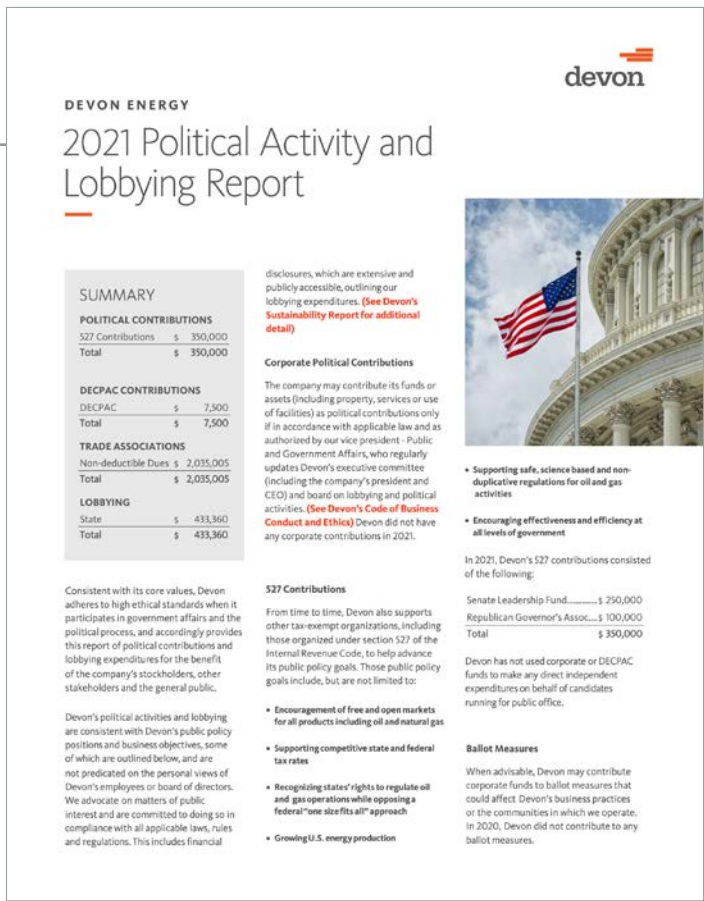 devon
DEVON ENERGY
2021 Political Activity and
Lobbying Report
SUMMARY
POLITICAL CONTRIBUTIONS
527 Contributions $ 350,000
Total $ 350,000
DECPAC CONTRIBUTIONS
DECPAC $ 7,500
Total $ 7,500
TRADE ASSOCIATIONS
Non-deductible Dues $ 2,035,005
Total $ 2,035,005
LOBBYING
State $ 433,360
Total $ 433,360
Consistent with its core values, Devon
adheres to high ethical standards when it
participates in government affairs and the
political process, and accordingly provides
this report of political contributions and
lobbying expenditures for the benefit
of the company's stockholders, other
stakeholders and the general public.
Devon's political activities and lobbying
are consistent with Devon's public policy
positions and business objectives, some
of which are outlined below, and are
not predicated on the personal views of
Devon's employees or board of directors.
We advocate on matters of public
interest and are committed to doing so in
compliance with all applicable laws, rules
and regulations. This includes financial
disclosures, which are extensive and
publicly accessible, outlining our
lobbying expenditures. (See Devon's
Sustainability Report for additional
detail)
Corporate Political Contributions
The company may contribute its funds or
assets (including property, services or use
of facilities) as political contributions only
if in accordance with applicable law and as
authorized by our vice president - Public
and Government Affairs, who regularly
updates Devon's executive committee
(including the company's president and
CEO) and board on lobbying and political
activities. (See Devon's Code of Business
Conduct and Ethics) Devon did not have
any corporate contributions in 2021.
527 Contributions
From time to time, Devon also supports
other tax-exempt organizations, including
those organized under section 527 of the
Internal Revenue Code, to help advance
its public policy goals. Those public policy
goals include, but are not limited to:
• Encouragement of free and open markets
for all products including oil and natural gas
• Supporting competitive state and federal
tax rates
• Recognizing states' rights to regulate oil
and gas operations while opposing a
federal "one size fits all" approach
• Growing U.S. energy production
• Supporting safe, science based and non-
duplicative regulations for oil and gas
activities
• Encouraging effectiveness and efficiency at
all levels of government
In 2021, Devon's 527 contributions consisted
of the following:
Senate Leadership Fund............$ 250,000
Republican Governor's Assoc....$ 100,000
Total $ 350,000
Devon has not used corporate or DECPAC
funds to make any direct independent
expenditures on behalf of candidates
running for public office.
Ballot Measures
When advisable, Devon may contribute
corporate funds to ballot measures that
could affect Devon's business practices
or the communities in which we operate.
In 2020, Devon did not contribute to any
ballot measures.